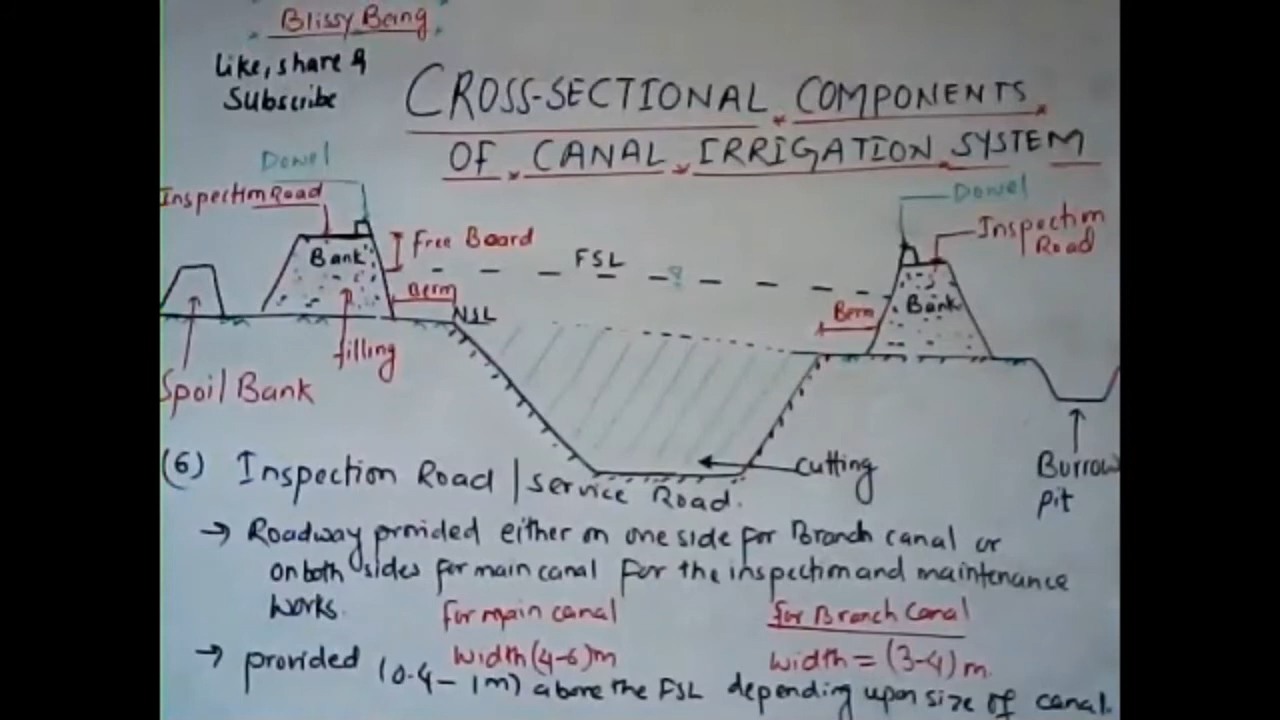 Blissy Being
Like, share &
Subscribe
CROSS-SECTIONAL COMPONENTS
OF CANAL IRRIGATION SYSTEM
Dowel
Inspection Road
Bank
Free Board
FSL
Berm
NSL
filling
Spoil Bank
Dowel
Inspection
Road
Bank
Berm
cutting
Burrow
pit
(6) Inspection Road | service Road.
→ Roadway provided either on one side for Branch canal or
on both sides for main canal for the inspection and maintenance
works.
for main canal
width (4-6) m
for Branch Canal
width = (3-4) m.
→ provided (0.4 - 1m) above the FSL depending upon size of canal.